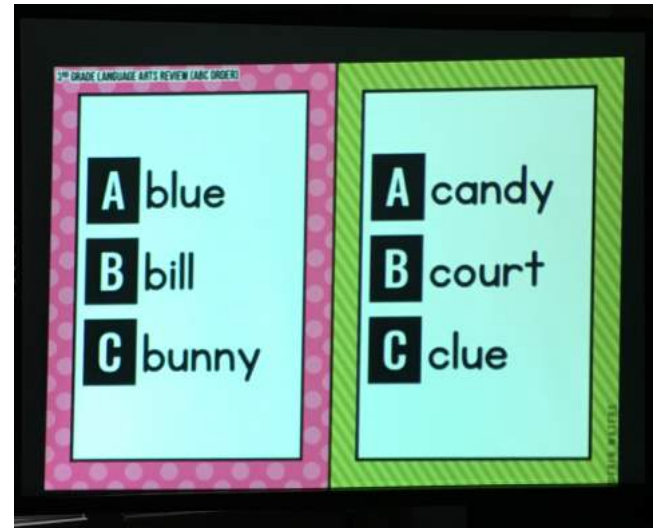 3RD GRADE LANGUAGE ARTS REVIEW (ABC ORDER)
A blue
B bill
C bunny
A candy
B court
C clue